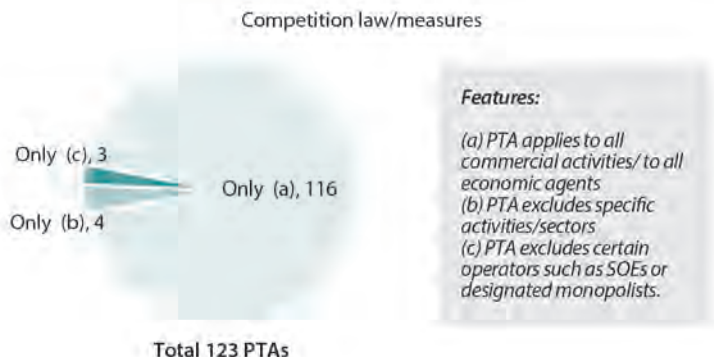 Competition law/measures
Only (c), 3
Only (b), 4
Only (a), 116
Features:
(a) PTA applies to all
commercial activities/ to all
economic agents
(b) PTA excludes specific
activities/sectors
(c) PTA excludes certain
operators such as SOEs or
designated monopolists.
Total 123 PTAs